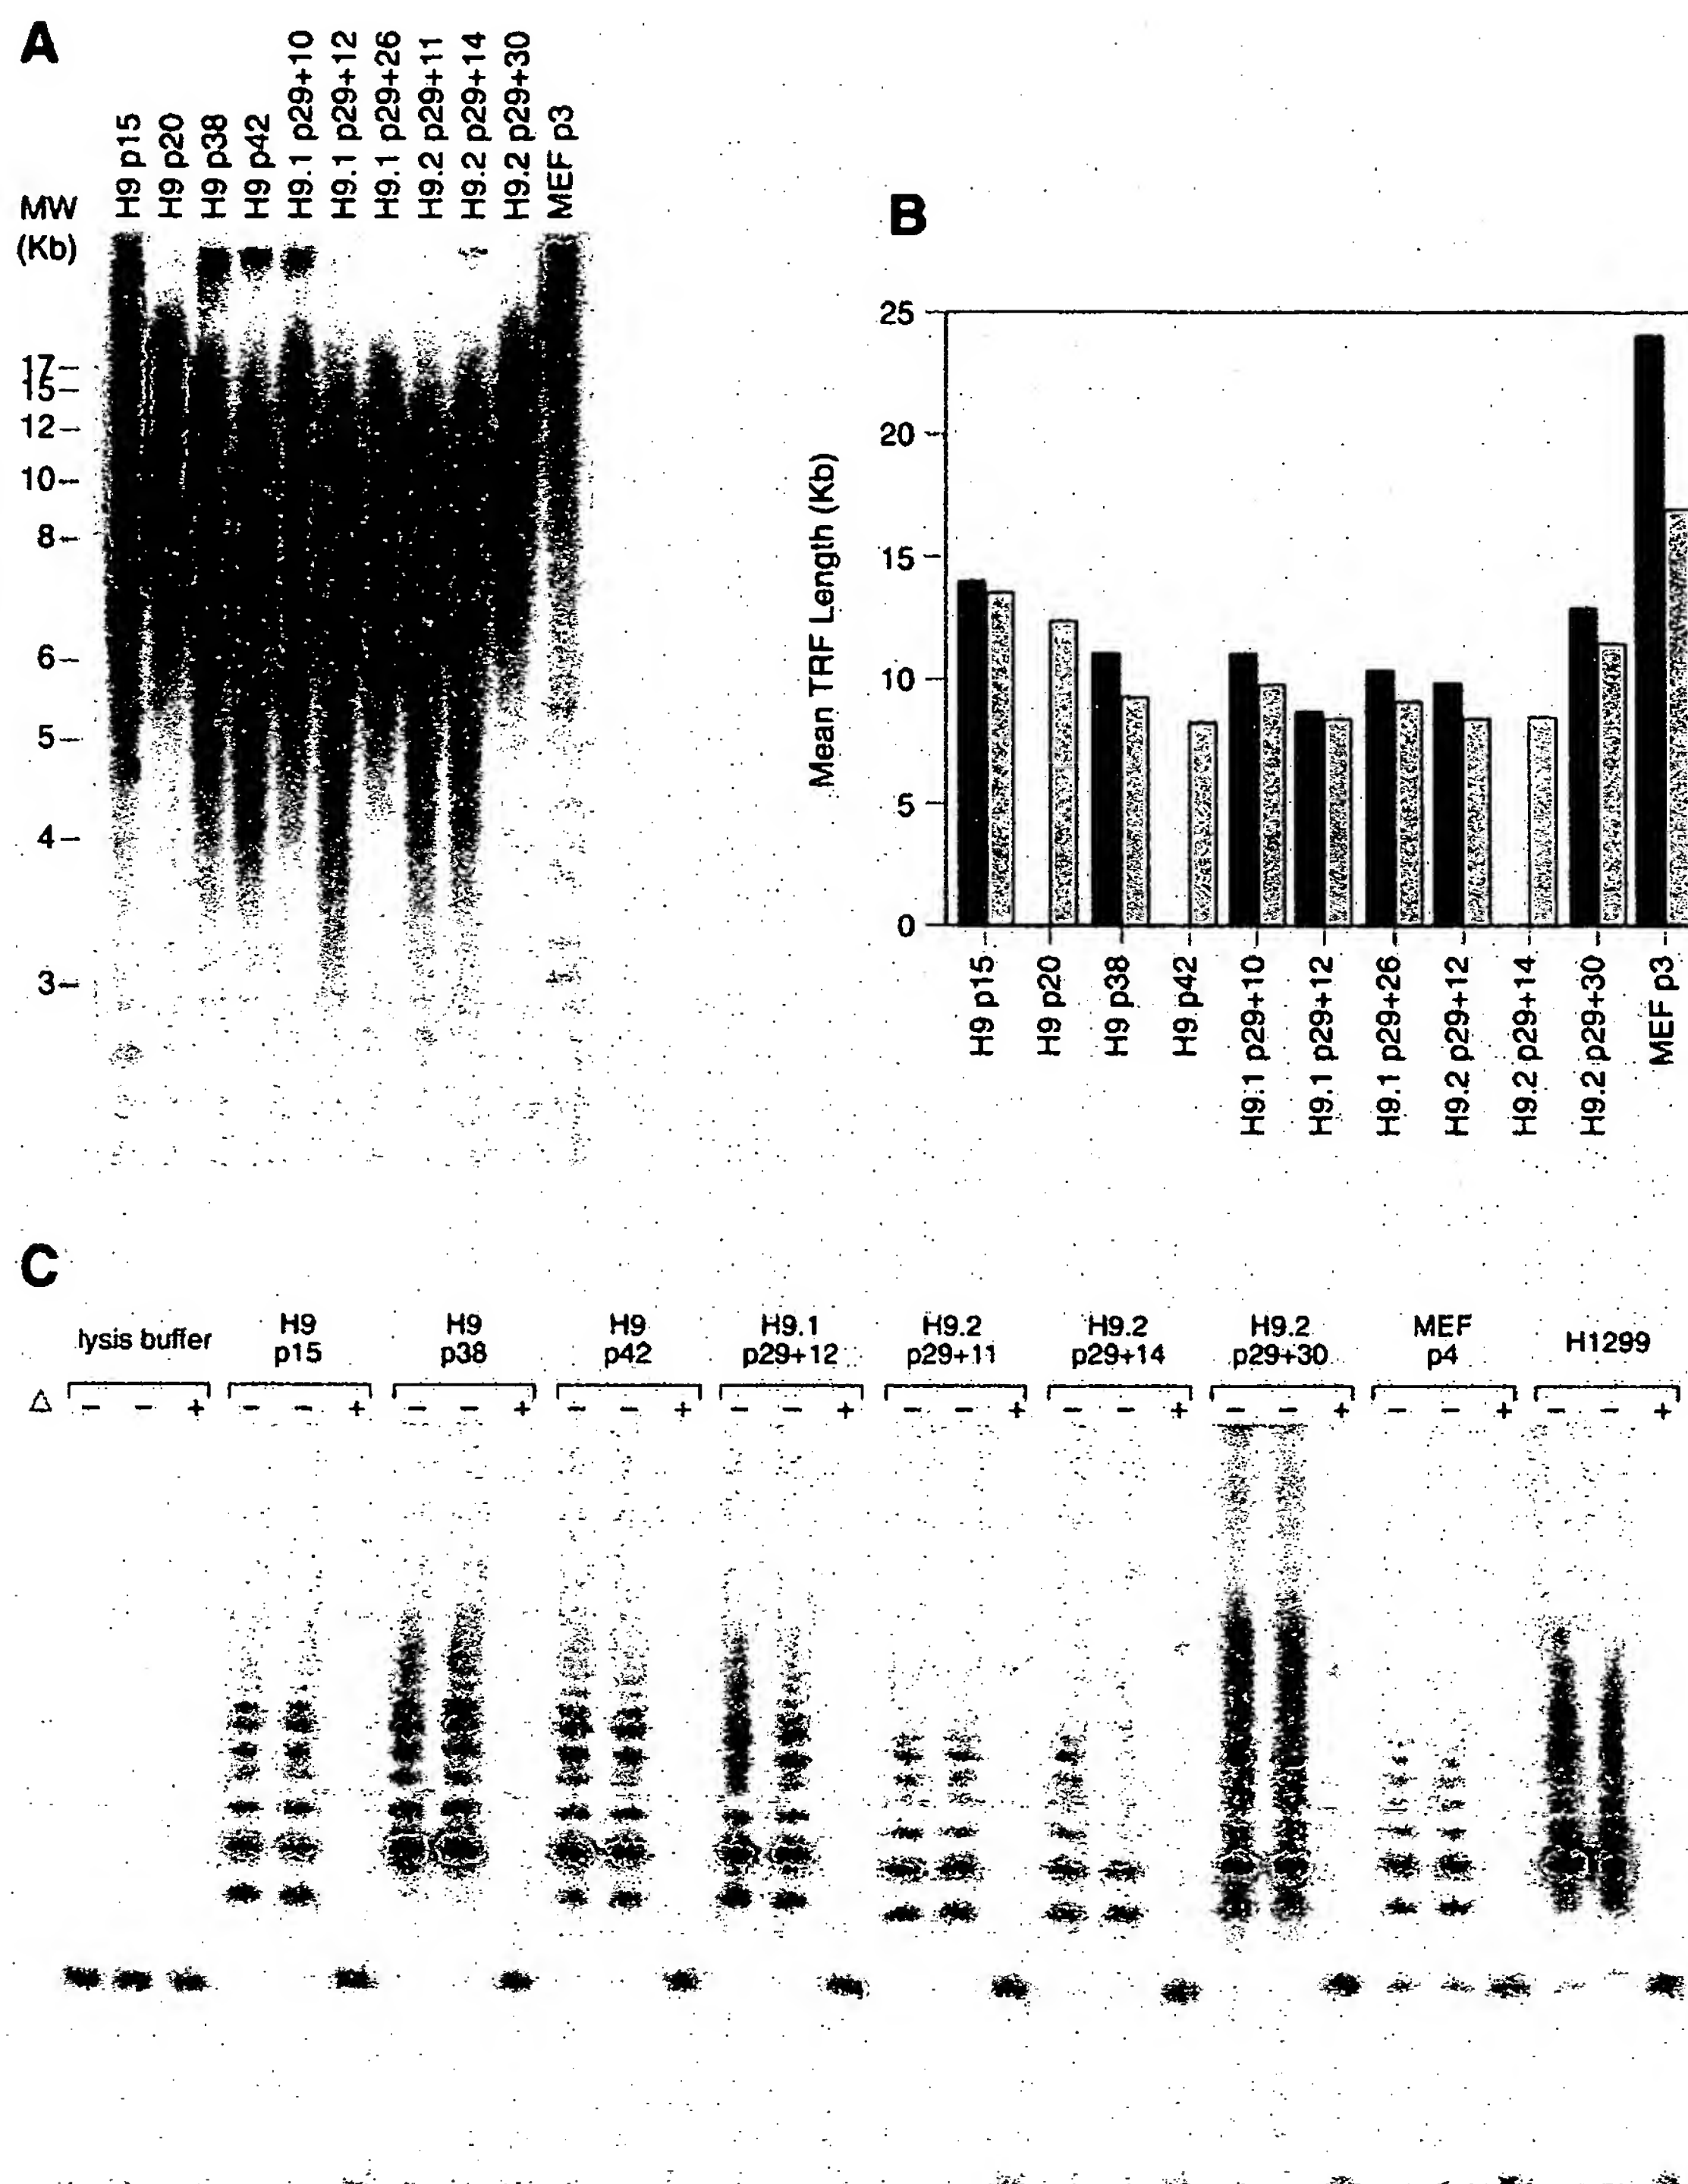 A
H9 p15
H9 p20
H9 p38
H9 p42
H9.1 p29+10
H9.1 p29+12
H9.1 p29+26
H9.2 p29+11
H9.2 p29+14
H9.2 p29+30
MEF p3
MW
(Kb)
17
15
12
10
8
6
5
4
3
B
Mean TRF Length (Kb)
25
20
15
10
5
0
H9 p15
H9 p20
H9 p38
H9 p42
H9.1 p29+10
H9.1 p29+12
H9.1 p29+26
H9.2 p29+12
H9.2 p29+14
H9.2 p29+30
MEF p3
C
lysis buffer
H9
p15
H9
p38
H9
p42
H9.1
p29+12
H9.2
p29+11
H9.2
p29+14
H9.2
p29+30
MEF
p4
H1299
△ − − + − − + − − + − − + − − + − − + − − + − − + − − + − − +